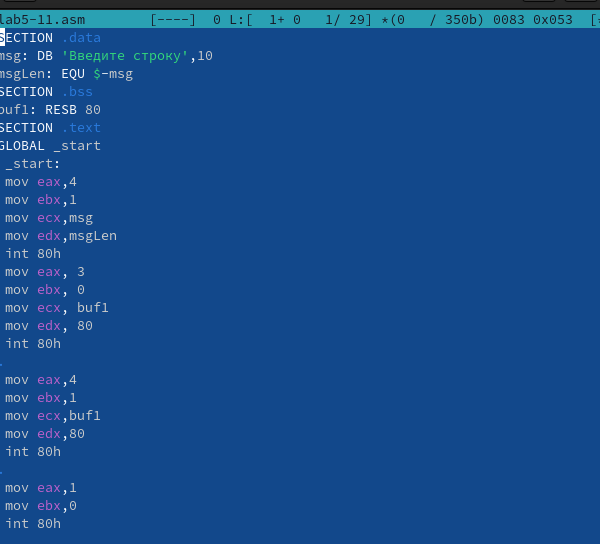 lab5-11.asm [----] 0 L:[ 1+ 0 1/ 29] *(0 / 350b) 0083 0x053 [
SECTION .data
msg: DB 'Введите строку',10
msgLen: EQU $-msg
SECTION .bss
buf1: RESB 80
SECTION .text
GLOBAL _start
_start:
mov eax,4
mov ebx,1
mov ecx,msg
mov edx,msgLen
int 80h
mov eax, 3
mov ebx, 0
mov ecx, buf1
mov edx, 80
int 80h
mov eax,4
mov ebx,1
mov ecx,buf1
mov edx,80
int 80h
mov eax,1
mov ebx,0
int 80h